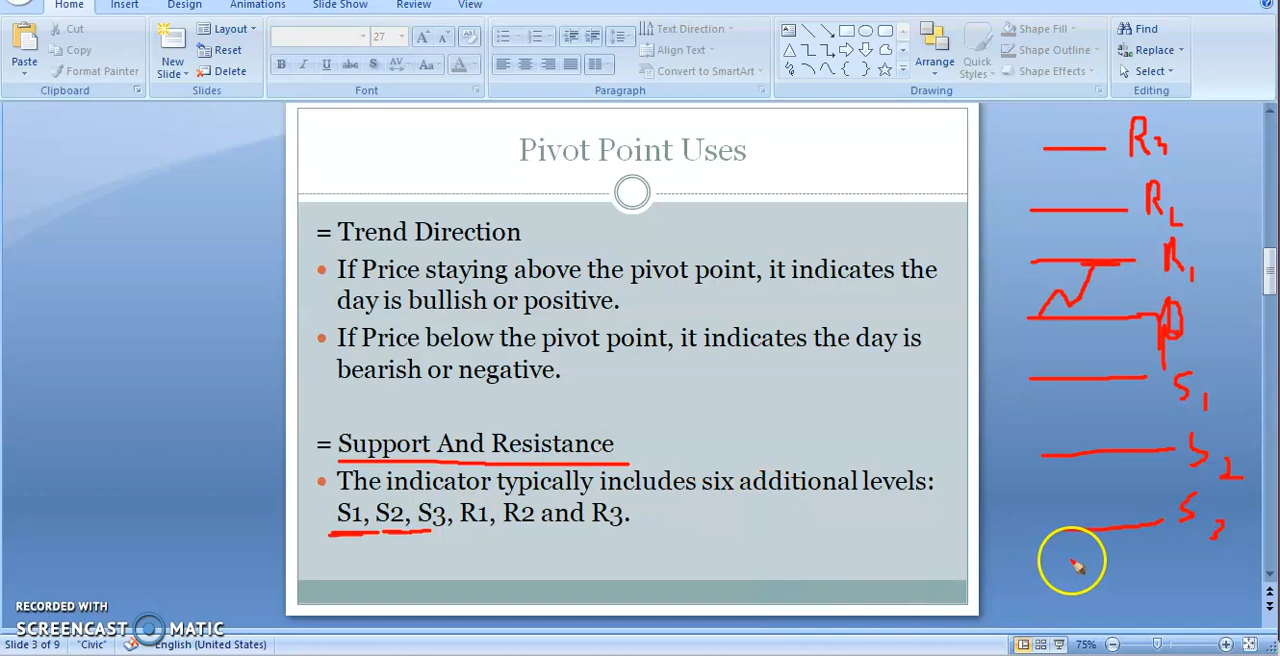 Home Insert Design Animations Slide Show Review View
Paste
Cut
Copy
Format Painter
Clipboard
New
Slide
Layout
Reset
Delete
Slides
27
B I U abc S AV Aa A
Font
Text Direction
Align Text
Convert to SmartArt
Paragraph
Arrange
Quick
Styles
Shape Fill
Shape Outline
Shape Effects
Drawing
Find
Replace
Select
Editing
Pivot Point Uses
= Trend Direction
• If Price staying above the pivot point, it indicates the
day is bullish or positive.
• If Price below the pivot point, it indicates the day is
bearish or negative.
= Support And Resistance
• The indicator typically includes six additional levels:
S1, S2, S3, R1, R2 and R3.
R3
R2
R1
P
S1
S2
S3
RECORDED WITH
SCREENCAST MATIC
Slide 3 of 9 "Civic" English (United States) 75%